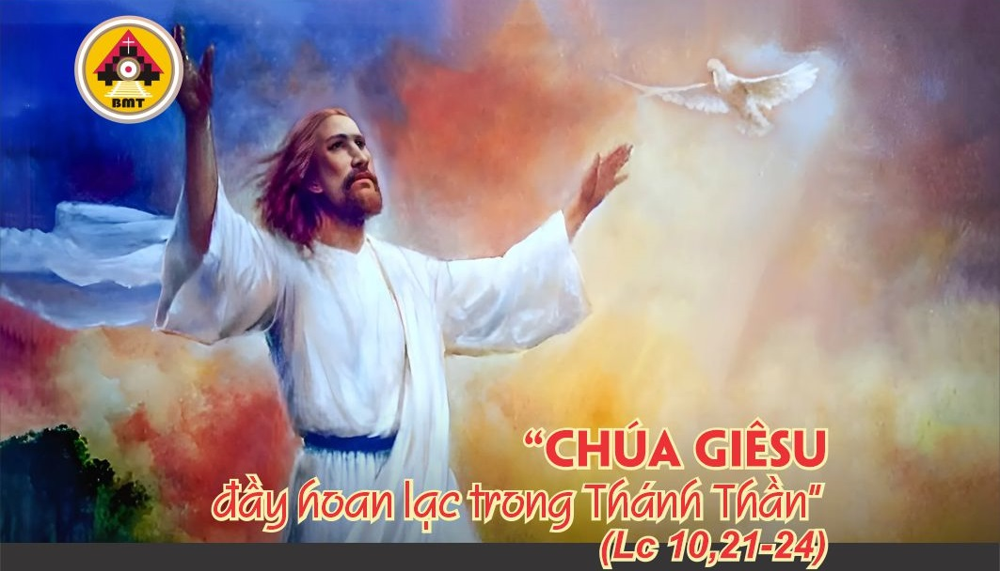 BMT
“CHÚA GIÊSU
đầy hoan lạc trong Thánh Thần”
(Lc 10,21-24)